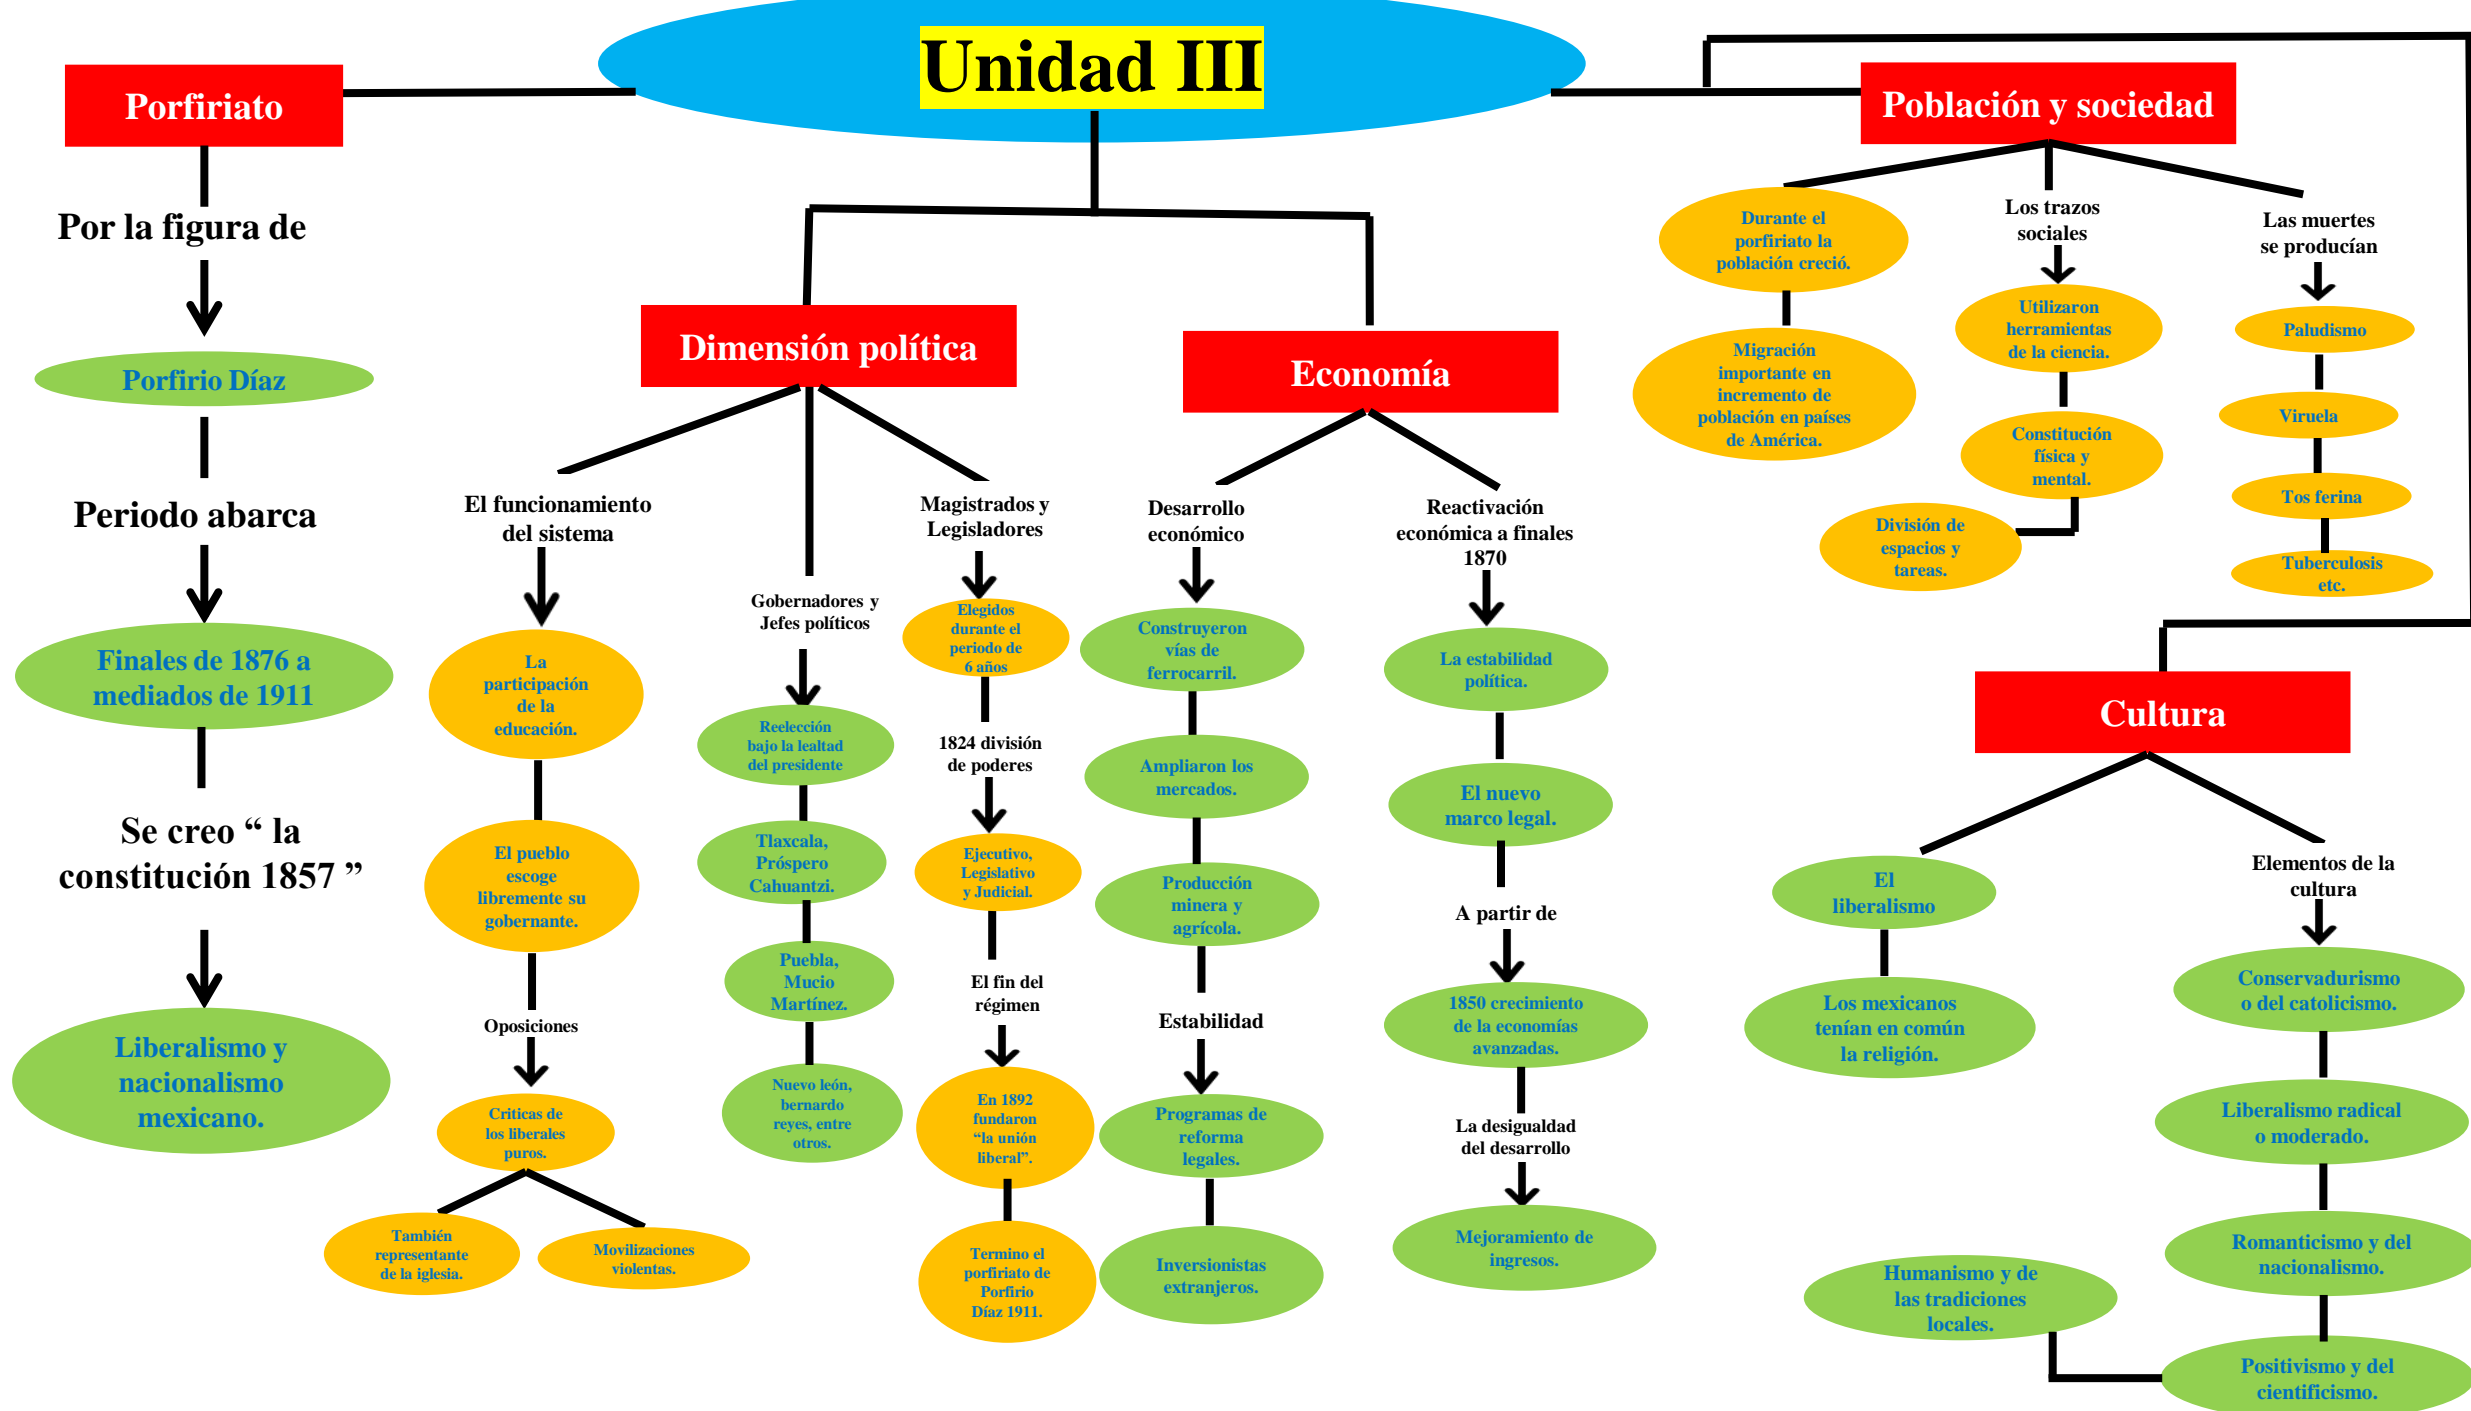 Unidad III
Porfiriato
Por la figura de
Porfirio Díaz
Periodo abarca
Finales de 1876 a
mediados de 1911
Se creo “ la
constitución 1857 ”
Liberalismo y
nacionalismo
mexicano.
Dimensión política
El funcionamiento
del sistema
La
participación
de la
educación.
El pueblo
escoge
libremente su
gobernante.
Oposiciones
Criticas de
los liberales
puros.
También
representante
de la iglesia.
Movilizaciones
violentas.
Gobernadores y
Jefes políticos
Reelección
bajo la lealtad
del presidente
Tlaxcala,
Próspero
Cahuantzi.
Puebla,
Mucio
Martínez.
Nuevo león,
bernardo
reyes, entre
otros.
Magistrados y
Legisladores
Elegidos
durante el
periodo de
6 años
1824 división
de poderes
Ejecutivo,
Legislativo
y Judicial.
El fin del
régimen
En 1892
fundaron
“la unión
liberal”.
Termino el
porfiriato de
Porfirio
Díaz 1911.
Economía
Desarrollo
económico
Construyeron
vías de
ferrocarril.
Ampliaron los
mercados.
Producción
minera y
agrícola.
Estabilidad
Programas de
reforma
legales.
Inversionistas
extranjeros.
Reactivación
económica a finales
1870
La estabilidad
política.
El nuevo
marco legal.
A partir de
1850 crecimiento
de la economías
avanzadas.
La desigualdad
del desarrollo
Mejoramiento de
ingresos.
Población y sociedad
Durante el
porfiriato la
población creció.
Migración
importante en
incremento de
población en países
de América.
Los trazos
sociales
Utilizaron
herramientas
de la ciencia.
Constitución
física y
mental.
División de
espacios y
tareas.
Las muertes
se producían
Paludismo
Viruela
Tos ferina
Tuberculosis
etc.
Cultura
El
liberalismo
Los mexicanos
tenían en común
la religión.
Elementos de la
cultura
Conservadurismo
o del catolicismo.
Liberalismo radical
o moderado.
Romanticismo y del
nacionalismo.
Positivismo y del
cientificismo.
Humanismo y de
las tradiciones
locales.